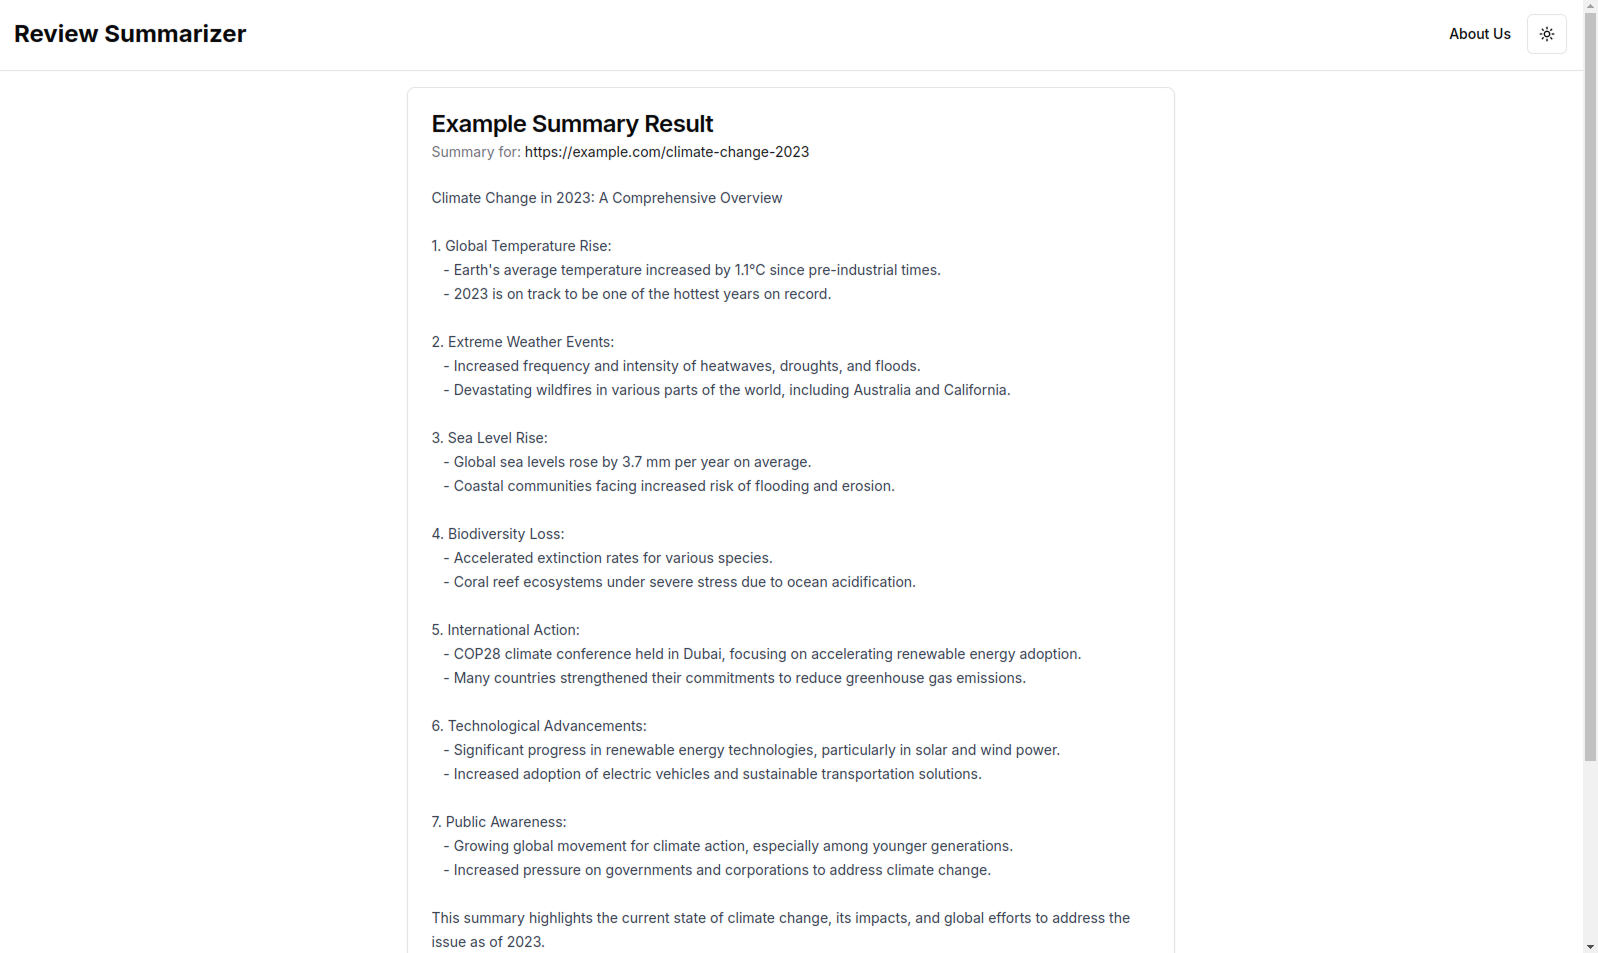 Review Summarizer
About Us
Example Summary Result
Summary for: https://example.com/climate-change-2023
Climate Change in 2023: A Comprehensive Overview
1. Global Temperature Rise:
- Earth's average temperature increased by 1.1°C since pre-industrial times.
- 2023 is on track to be one of the hottest years on record.
2. Extreme Weather Events:
- Increased frequency and intensity of heatwaves, droughts, and floods.
- Devastating wildfires in various parts of the world, including Australia and California.
3. Sea Level Rise:
- Global sea levels rose by 3.7 mm per year on average.
- Coastal communities facing increased risk of flooding and erosion.
4. Biodiversity Loss:
- Accelerated extinction rates for various species.
- Coral reef ecosystems under severe stress due to ocean acidification.
5. International Action:
- COP28 climate conference held in Dubai, focusing on accelerating renewable energy adoption.
- Many countries strengthened their commitments to reduce greenhouse gas emissions.
6. Technological Advancements:
- Significant progress in renewable energy technologies, particularly in solar and wind power.
- Increased adoption of electric vehicles and sustainable transportation solutions.
7. Public Awareness:
- Growing global movement for climate action, especially among younger generations.
- Increased pressure on governments and corporations to address climate change.
This summary highlights the current state of climate change, its impacts, and global efforts to address the
issue as of 2023.